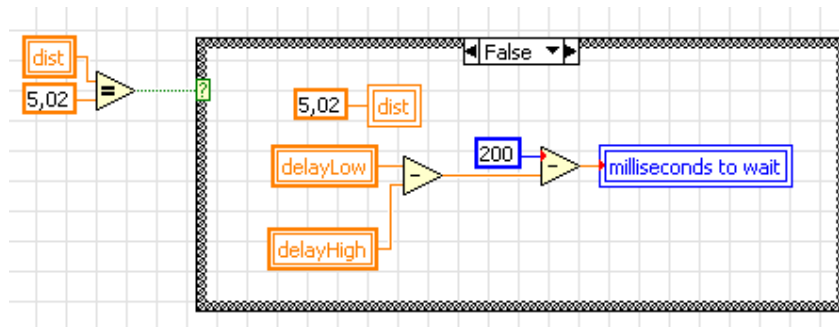 False
dist
=
5,02
?
5,02
dist
200
delayLow
-
-
milliseconds to wait
delayHigh